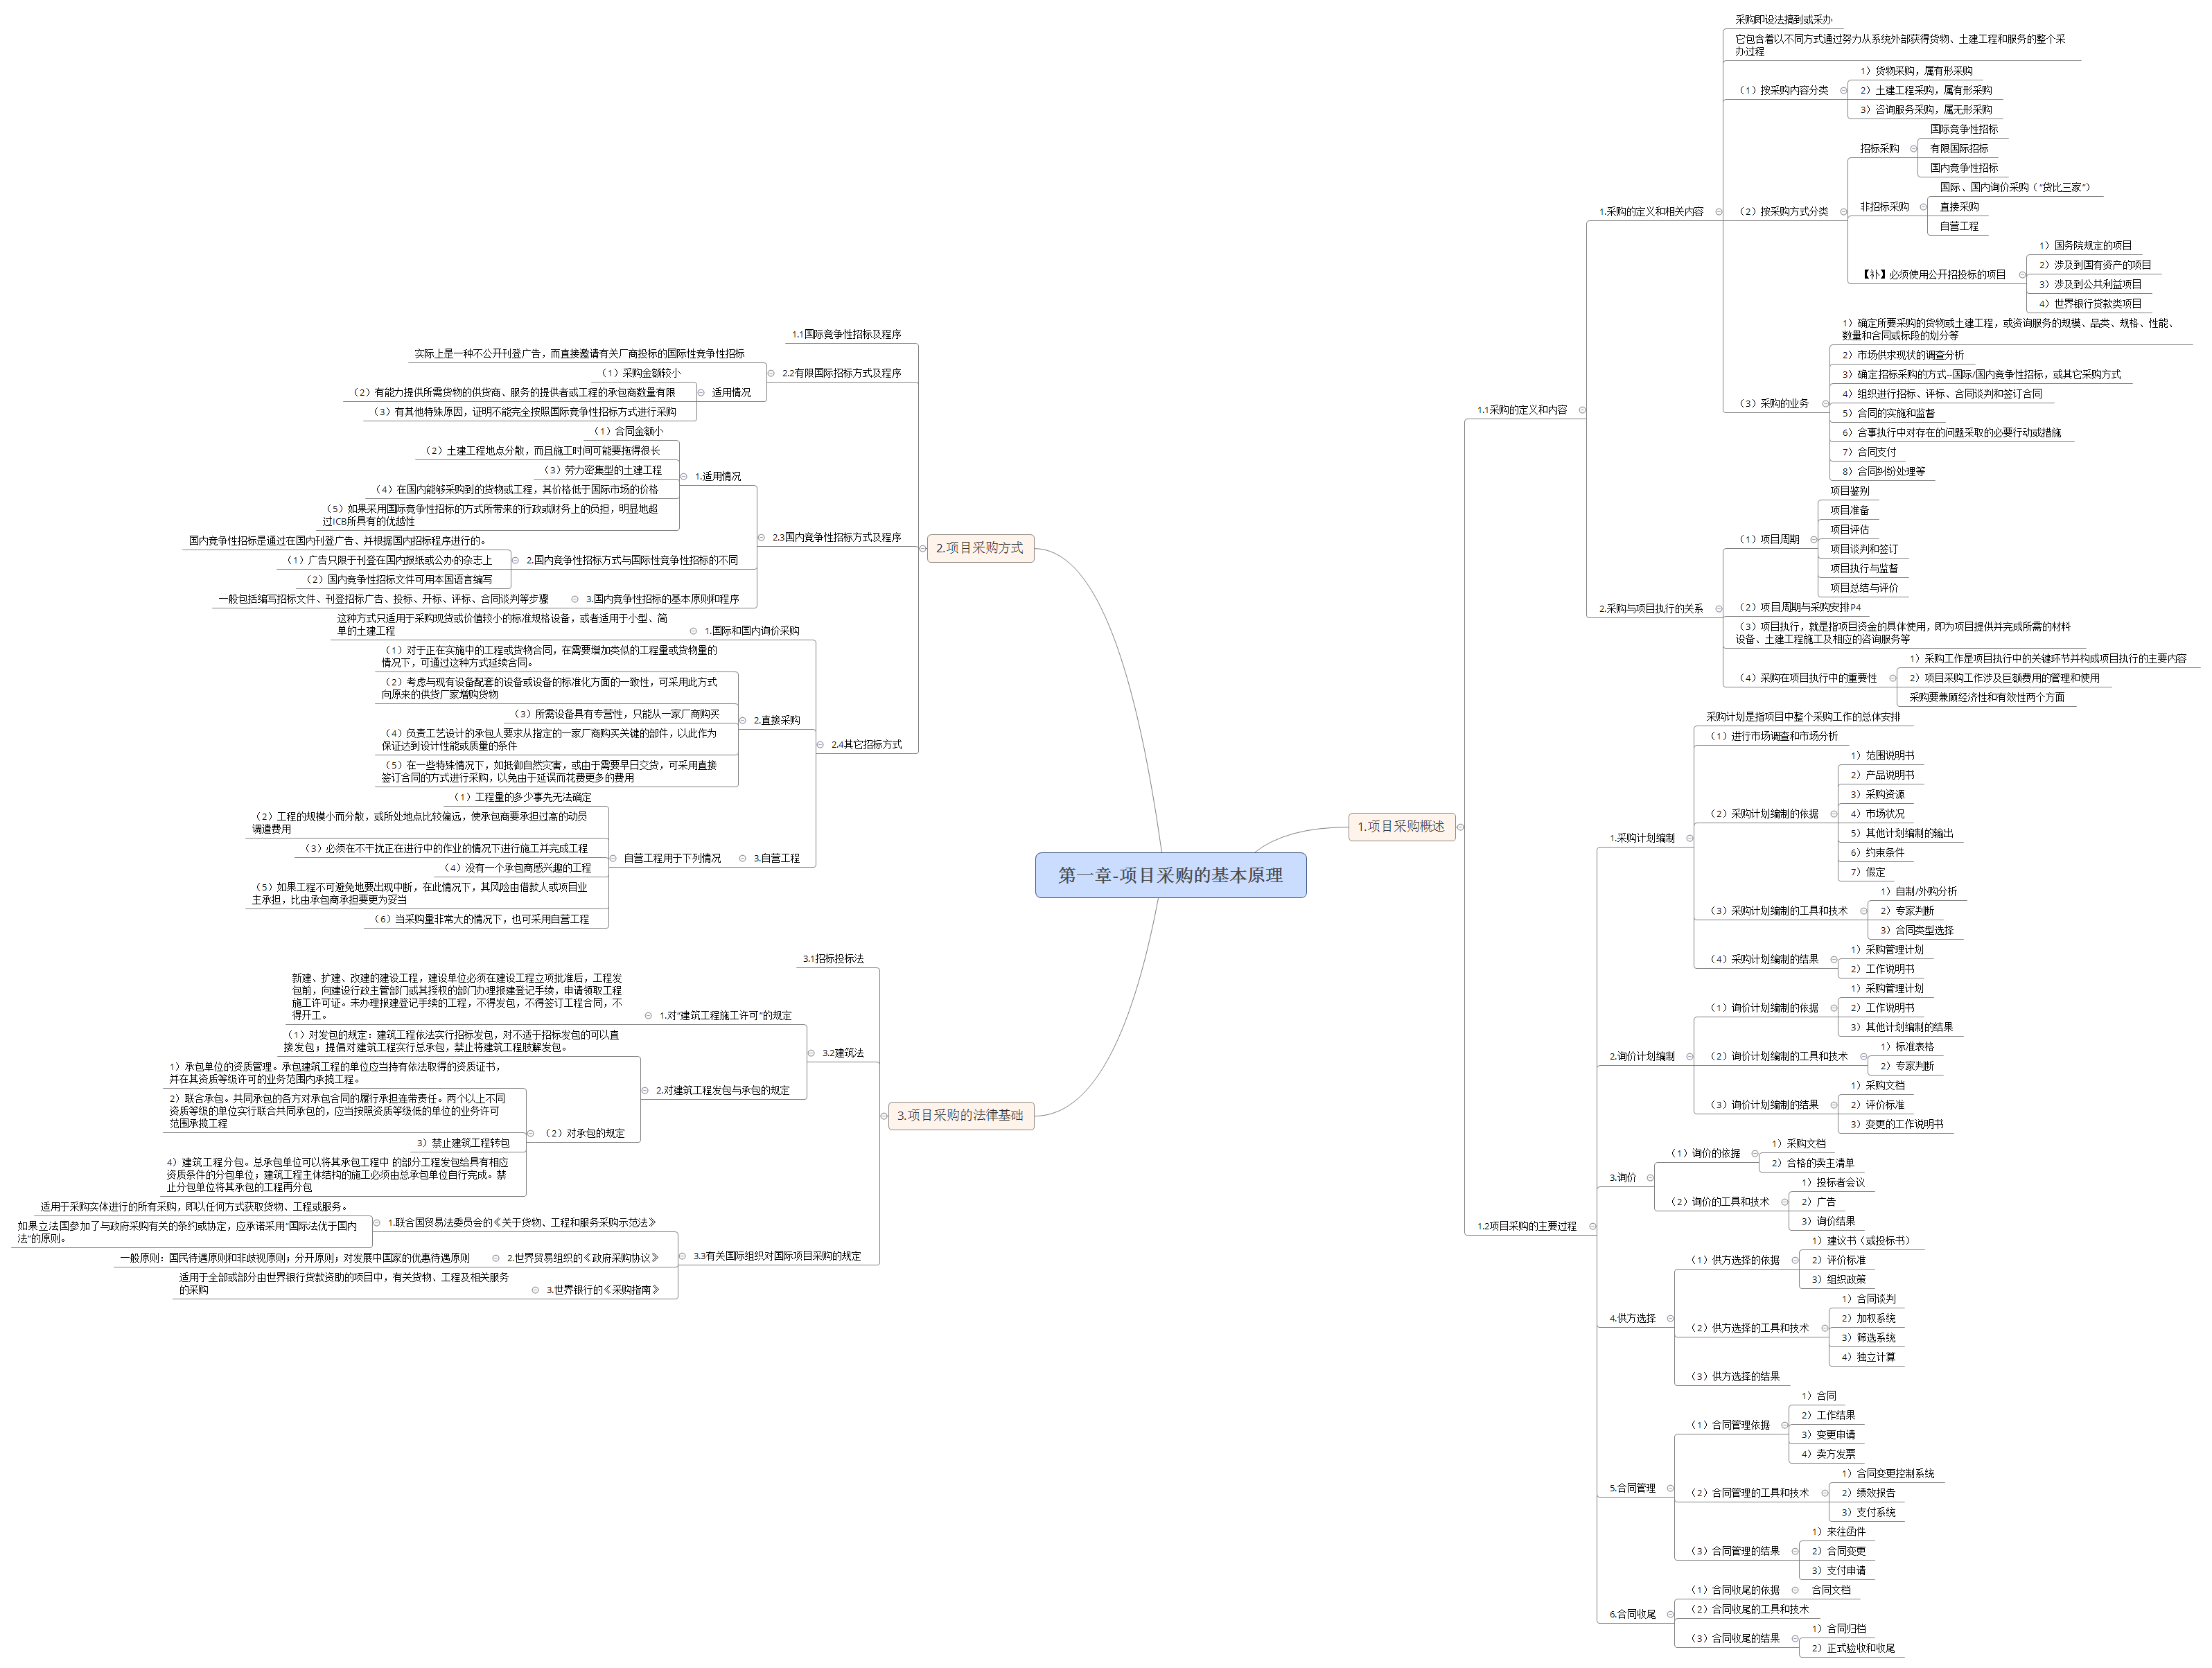 第一章-项目采购的基本原理
1.项目采购概述
1.1采购的定义和内容
1.采购的定义和相关内容
采购即设法搞到或采办
它包含着以不同方式通过努力从系统外部获得货物、土建工程和服务的整个采
办过程
（1）按采购内容分类
1）货物采购，属有形采购
2）土建工程采购，属有形采购
3）咨询服务采购，属无形采购
（2）按采购方式分类
招标采购
国际竞争性招标
有限国际招标
国内竞争性招标
非招标采购
国际、国内询价采购（“货比三家”）
直接采购
自营工程
【补】必须使用公开招投标的项目
1）国务院规定的项目
2）涉及到国有资产的项目
3）涉及到公共利益项目
4）世界银行贷款类项目
（3）采购的业务
1）确定所要采购的货物或土建工程，或资询服务的规模、品类、规格、性能、
数量和合同或标段的划分等
2）市场供求现状的调查分析
3）确定招标采购的方式--国际/国内竞争性招标，或其它采购方式
4）组织进行招标、评标、合同谈判和签订合同
5）合同的实施和监督
6）合事执行中对存在的问题采取的必要行动或措施
7）合同支付
8）合同纠纷处理等
2.采购与项目执行的关系
（1）项目周期
项目鉴别
项目准备
项目评估
项目谈判和签订
项目执行与监督
项目总结与评价
（2）项目周期与采购安排P4
（3）项目执行，就是指项目资金的具体使用，即为项目提供并完成所需的材料
设备、土建工程施工及相应的咨询服务等
（4）采购在项目执行中的重要性
1）采购工作是项目执行中的关键环节并构成项目执行的主要内容
2）项目采购工作涉及巨额费用的管理和使用
采购要兼顾经济性和有效性两个方面
1.2项目采购的主要过程
1.采购计划编制
采购计划是指项目中整个采购工作的总体安排
（1）进行市场调查和市场分析
（2）采购计划编制的依据
1）范围说明书
2）产品说明书
3）采购资源
4）市场状况
5）其他计划编制的输出
6）约束条件
7）假定
（3）采购计划编制的工具和技术
1）自制/外购分析
2）专家判断
3）合同类型选择
（4）采购计划编制的结果
1）采购管理计划
2）工作说明书
2.询价计划编制
（1）询价计划编制的依据
1）采购管理计划
2）工作说明书
3）其他计划编制的结果
（2）询价计划编制的工具和技术
1）标准表格
2）专家判断
（3）询价计划编制的结果
1）采购文档
2）评价标准
3）变更的工作说明书
3.询价
（1）询价的依据
1）采购文档
2）合格的卖主清单
（2）询价的工具和技术
1）投标者会议
2）广告
3）询价结果
4.供方选择
（1）供方选择的依据
1）建议书（或投标书）
2）评价标准
3）组织政策
（2）供方选择的工具和技术
1）合同谈判
2）加权系统
3）筛选系统
4）独立计算
（3）供方选择的结果
5.合同管理
（1）合同管理依据
1）合同
2）工作结果
3）变更申请
4）卖方发票
（2）合同管理的工具和技术
1）合同变更控制系统
2）绩效报告
3）支付系统
（3）合同管理的结果
1）来往函件
2）合同变更
3）支付申请
6.合同收尾
（1）合同收尾的依据
合同文档
（2）合同收尾的工具和技术
（3）合同收尾的结果
1）合同归档
2）正式验收和收尾
2.项目采购方式
1.1国际竞争性招标及程序
2.2有限国际招标方式及程序
实际上是一种不公开刊登广告，而直接邀请有关厂商投标的国际性竞争性招标
适用情况
（1）采购金额较小
（2）有能力提供所需货物的供货商、服务的提供者或工程的承包商数量有限
（3）有其他特殊原因，证明不能完全按照国际竞争性招标方式进行采购
2.3国内竞争性招标方式及程序
1.适用情况
（1）合同金额小
（2）土建工程地点分散，而且施工时间可能要拖得很长
（3）劳力密集型的土建工程
（4）在国内能够采购到的货物或工程，其价格低于国际市场的价格
（5）如果采用国际竞争性招标的方式所带来的行政或财务上的负担，明显地超
过ICB所具有的优越性
2.国内竞争性招标方式与国际性竞争性招标的不同
国内竞争性招标是通过在国内刊登广告、并根据国内招标程序进行的。
（1）广告只限于刊登在国内报纸或公办的杂志上
（2）国内竞争性招标文件可用本国语言编写
3.国内竞争性招标的基本原则和程序
一般包括编写招标文件、刊登招标广告、投标、开标、评标、合同谈判等步骤
2.4其它招标方式
1.国际和国内询价采购
这种方式只适用于采购现货或价值较小的标准规格设备，或者适用于小型、简
单的土建工程
2.直接采购
（1）对于正在实施中的工程或货物合同，在需要增加类似的工程量或货物量的
情况下，可通过这种方式延续合同。
（2）考虑与现有设备配套的设备或设备的标准化方面的一致性，可采用此方式
向原来的供货厂家增购货物
（3）所需设备具有专营性，只能从一家厂商购买
（4）负责工艺设计的承包人要求从指定的一家厂商购买关键的部件，以此作为
保证达到设计性能或质量的条件
（5）在一些特殊情况下，如抵御自然灾害，或由于需要早日交贷，可采用直接
签订合同的方式进行采购，以免由于延误而花费更多的费用
3.自营工程
自营工程用于下列情况
（1）工程量的多少事先无法确定
（2）工程的规模小而分散，或所处地点比较偏远，使承包商要承担过高的动员
调遣费用
（3）必须在不干扰正在进行中的作业的情况下进行施工并完成工程
（4）没有一个承包商感兴趣的工程
（5）如果工程不可避免地要出现中断，在此情况下，其风险由借款人或项目业
主承担，比由承包商承担要更为妥当
（6）当采购量非常大的情况下，也可采用自营工程
3.项目采购的法律基础
3.1招标投标法
3.2建筑法
1.对“建筑工程施工许可”的规定
新建、扩建、改建的建设工程，建设单位必须在建设工程立项批准后，工程发
包前，向建设行政主管部门或其授权的部门办理报建登记手续，申请领取工程
施工许可证。未办理报建登记手续的工程，不得发包，不得签订工程合同，不
得开工。
2.对建筑工程发包与承包的规定
（1）对发包的规定：建筑工程依法实行招标发包，对不适于招标发包的可以直
接发包；提倡对建筑工程实行总承包，禁止将建筑工程肢解发包。
（2）对承包的规定
1）承包单位的资质管理。承包建筑工程的单位应当持有依法取得的资质证书，
并在其资质等级许可的业务范围内承揽工程。
2）联合承包。共同承包的各方对承包合同的履行承担连带责任。两个以上不同
资质等级的单位实行联合共同承包的，应当按照资质等级低的单位的业务许可
范围承揽工程
3）禁止建筑工程转包
4）建筑工程分包。总承包单位可以将其承包工程中 的部分工程发包给具有相应
资质条件的分包单位；建筑工程主体结构的施工必须由总承包单位自行完成。禁
止分包单位将其承包的工程再分包
3.3有关国际组织对国际项目采购的规定
1.联合国贸易法委员会的《关于货物、工程和服务采购示范法》
适用于采购实体进行的所有采购，即以任何方式获取货物、工程或服务。
如果立法国参加了与政府采购有关的条约或协定，应承诺采用“国际法优于国内
法”的原则。
2.世界贸易组织的《政府采购协议》
一般原则：国民待遇原则和非歧视原则；分开原则；对发展中国家的优惠待遇原则
3.世界银行的《采购指南》
适用于全部或部分由世界银行贷款资助的项目中，有关货物、工程及相关服务
的采购